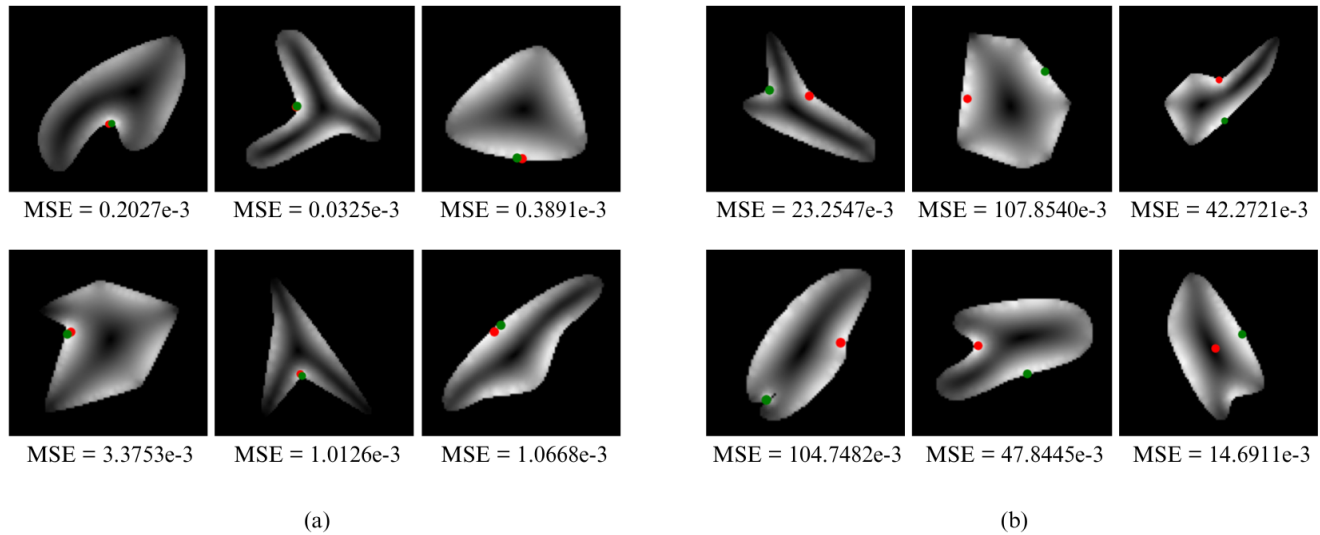 MSE = 0.2027e-3 MSE = 0.0325e-3 MSE = 0.3891e-3 MSE = 23.2547e-3 MSE = 107.8540e-3 MSE = 42.2721e-3
MSE = 3.3753e-3 MSE = 1.0126e-3 MSE = 1.0668e-3 MSE = 104.7482e-3 MSE = 47.8445e-3 MSE = 14.6911e-3
(a) (b)